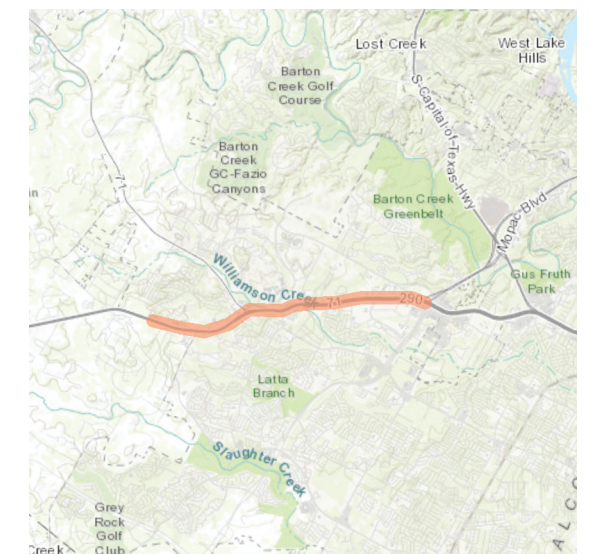 Lost Creek
West Lake
Hills
Barton
Creek Golf
Course
S-Capital-of-Texas-Hwy
Barton
Creek
GC-Fazio
Canyons
71
in
Barton Creek
Greenbelt
Mopac-Blvd
Williamson Creek
Gus Fruth
Park
71
290
Latta
Branch
Slaughter Creek
Grey
Rock
Golf
Club
Creek
A L C O